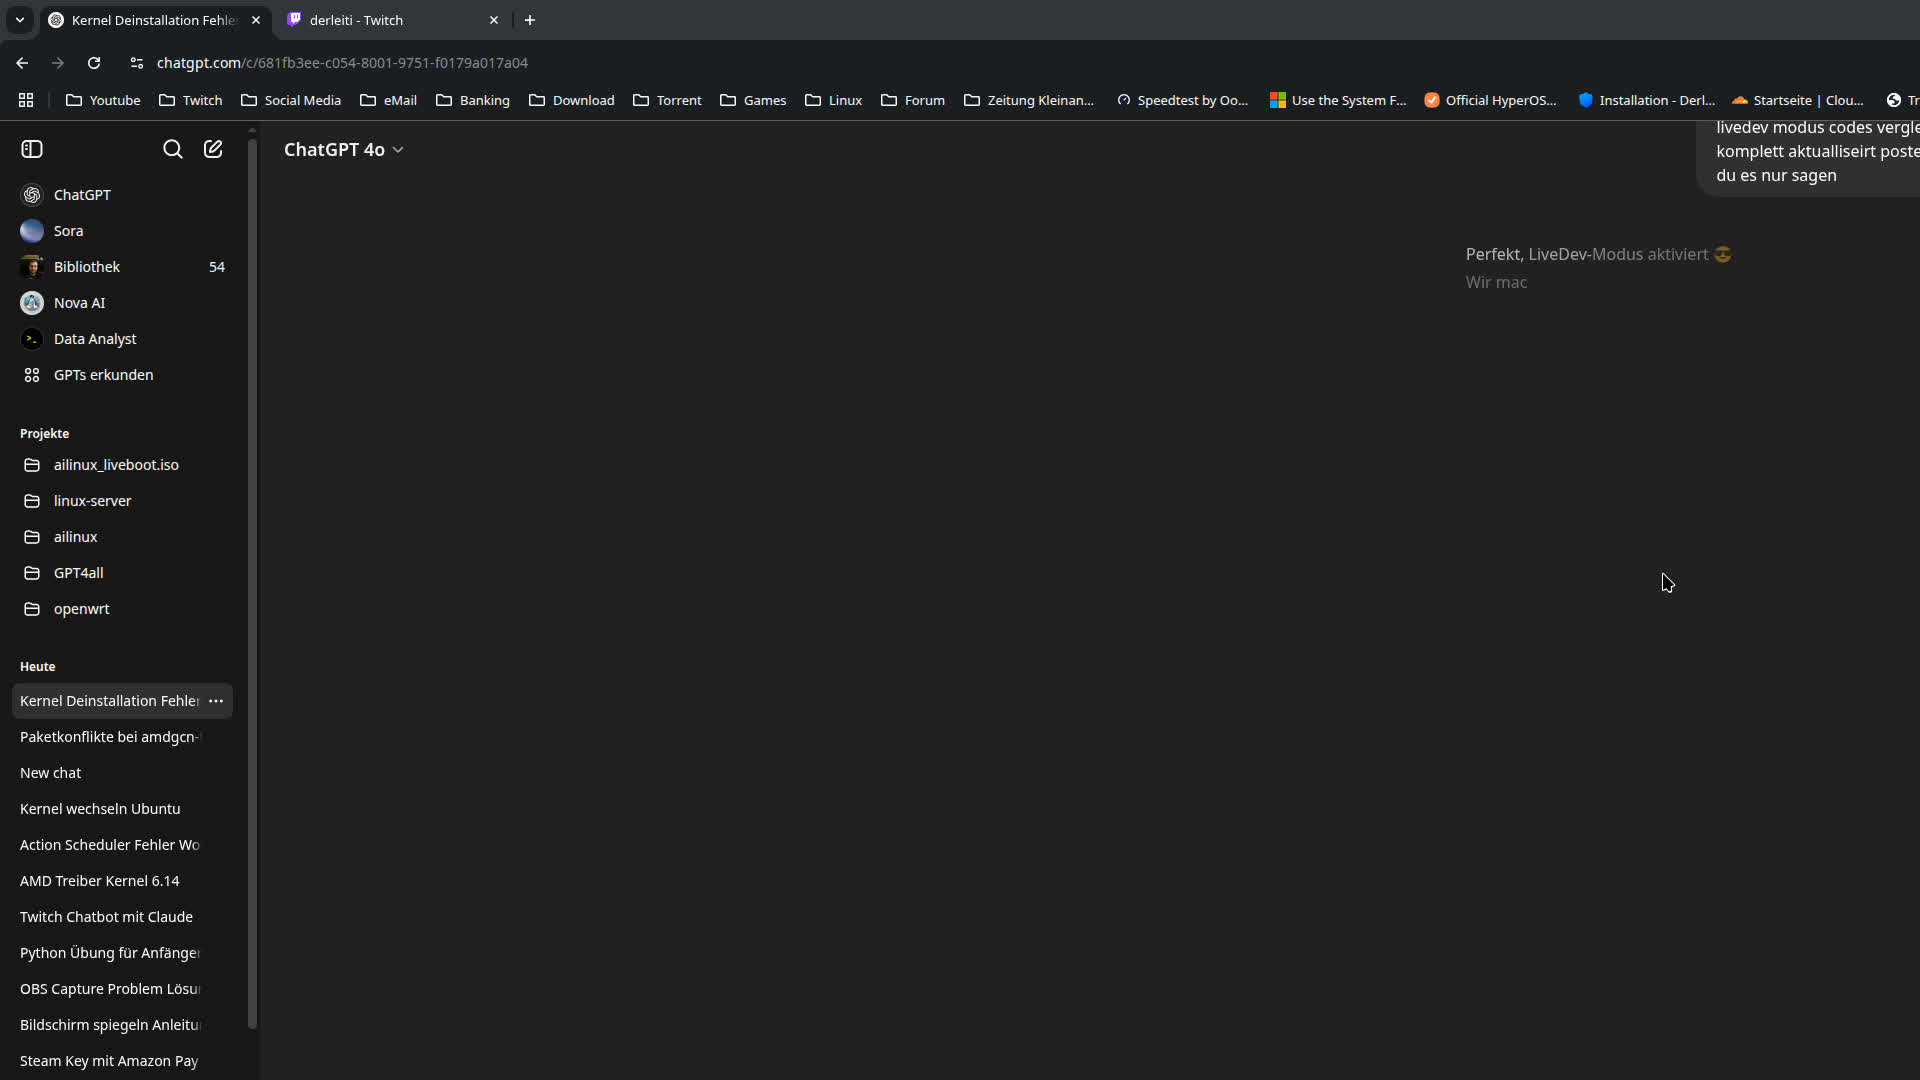 Kernel Deinstallation Fehle
derleiti - Twitch
chatgpt.com/c/681fb3ee-c054-8001-9751-f0179a017a04
Youtube
Twitch
Social Media
eMail
Banking
Download
Torrent
Games
Linux
Forum
Zeitung Kleinan...
Speedtest by Oo...
Use the System F...
Official HyperOS...
Installation - Derl...
Startseite | Clou...
Tr
ChatGPT 4o
livedev modus codes vergle
komplett aktualliseirt poste
du es nur sagen
Perfekt, LiveDev-Modus aktiviert 😎
Wir mac
ChatGPT
Sora
Bibliothek 54
Nova AI
Data Analyst
GPTs erkunden
Projekte
ailinux_liveboot.iso
linux-server
ailinux
GPT4all
openwrt
Heute
Kernel Deinstallation Fehler
Paketkonflikte bei amdgcn-
New chat
Kernel wechseln Ubuntu
Action Scheduler Fehler Wo
AMD Treiber Kernel 6.14
Twitch Chatbot mit Claude
Python Übung für Anfänger
OBS Capture Problem Lösu
Bildschirm spiegeln Anleitu
Steam Key mit Amazon Pay